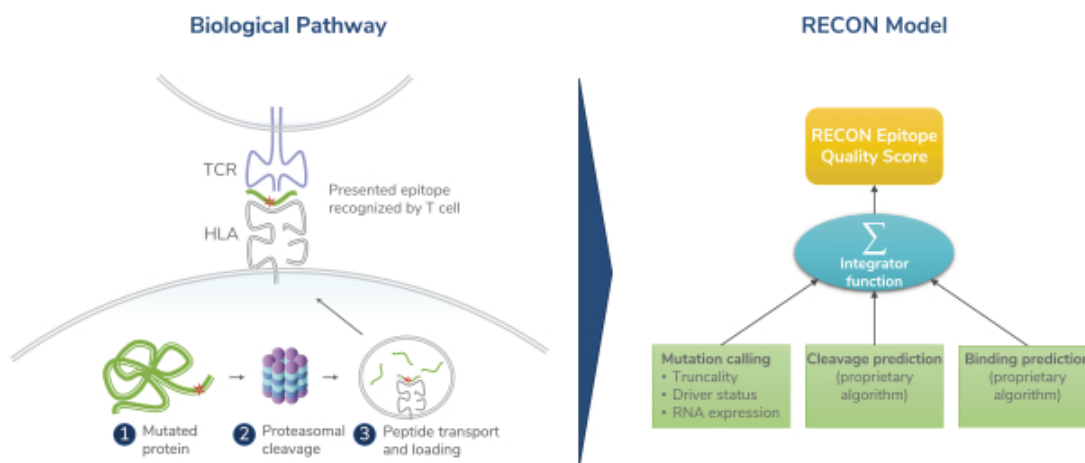 Biological Pathway
TCR
Presented epitope
recognized by T cell
HLA
1 Mutated
protein
2 Proteasomal
cleavage
3 Peptide transport
and loading
RECON Model
RECON Epitope
Quality Score
∑
Integrator
function
Mutation calling
• Truncality
• Driver status
• RNA expression
Cleavage prediction
(proprietary
algorithm)
Binding prediction
(proprietary
algorithm)